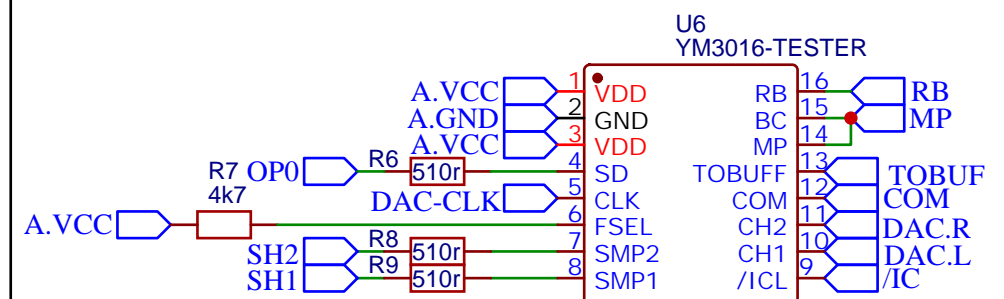 U6
YM3016-TESTER
A.VCC 1 VDD RB 16 RB
A.GND 2 GND BC 15 MP
A.VCC 3 VDD MP 14
R7 OP0 R6 510r 4 SD TOBUFF 13 TOBUF
4k7 DAC-CLK 5 CLK COM 12 COM
A.VCC 6 FSEL CH2 11 DAC.R
SH2 R8 510r 7 SMP2 CH1 10 DAC.L
SH1 R9 510r 8 SMP1 /ICL 9 /IC